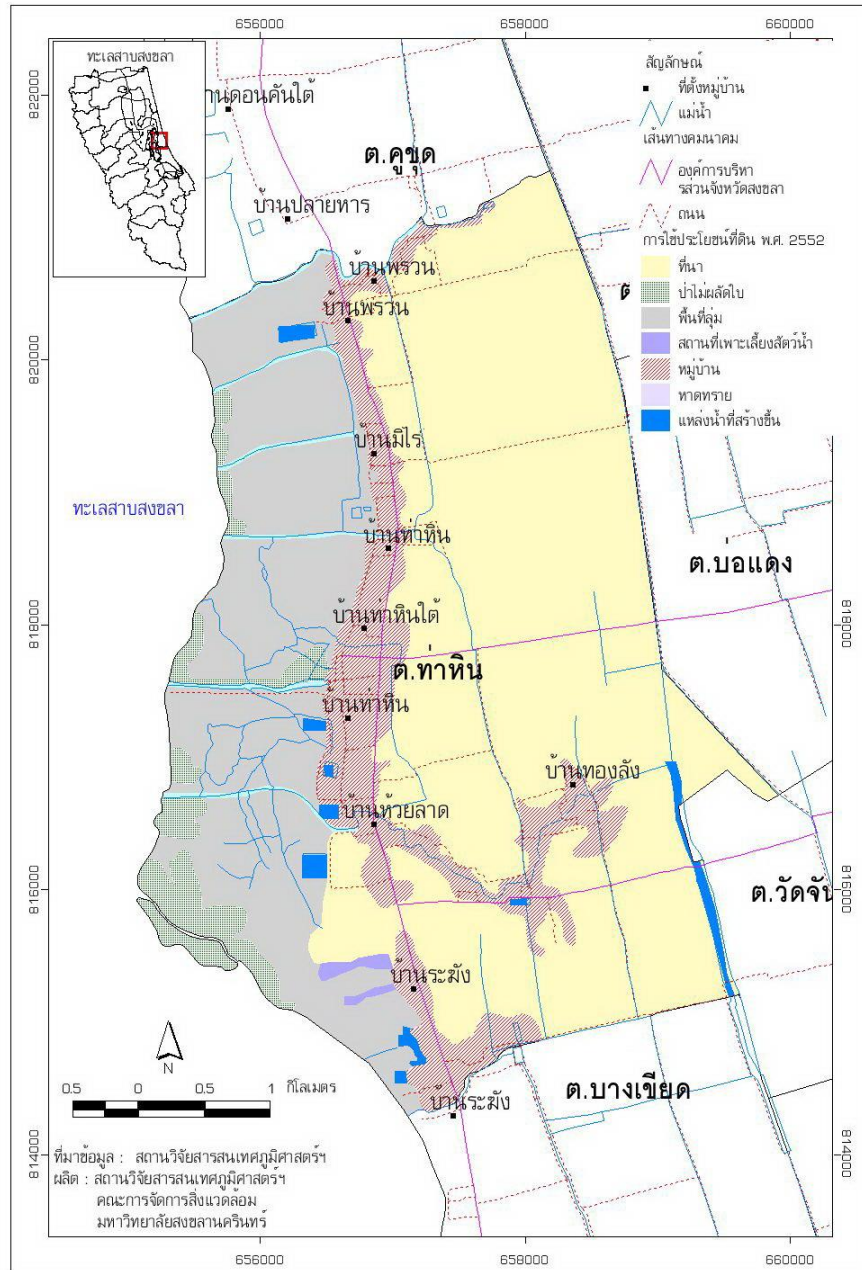 656000
658000
660000
822000
820000
818000
816000
814000
ทะเลสาบสงขลา
านดอนคันใต้
ต.คูขุด
บ้านปลายหาร
บ้านพรวน
บ้านพรวน
บ้านมิไร
บ้านท่าหิน
บ้านท่าหินใต้
ต.ท่าหิน
บ้านท่าหิน
บ้านทองลัง
บ้านห้วยลาด
บ้านระฆัง
บ้านระฆัง
ทะเลสาบสงขลา
ต.บ่อแดง
ต.วัดจัน
ต.บางเขียด
สัญลักษณ์
ที่ตั้งหมู่บ้าน
แม่น้ำ
เส้นทางคมนาคม
องค์การบริหา
รส่วนจังหวัดสงขลา
ถนน
การใช้ประโยชน์ที่ดิน พ.ศ. 2552
ที่นา
ป่าไม่ผลัดใบ
พื้นที่ลุ่ม
สถานที่เพาะเลี้ยงสัตว์น้ำ
หมู่บ้าน
หาดทราย
แหล่งน้ำที่สร้างขึ้น
N
0.5 0 0.5 1 กิโลเมตร
ที่มาข้อมูล : สถานวิจัยสารสนเทศภูมิศาสตร์ฯ
ผลิต : สถานวิจัยสารสนเทศภูมิศาสตร์ฯ
คณะการจัดการสิ่งแวดล้อม
มหาวิทยาลัยสงขลานครินทร์
818000
816000
814000
656000
658000
660000